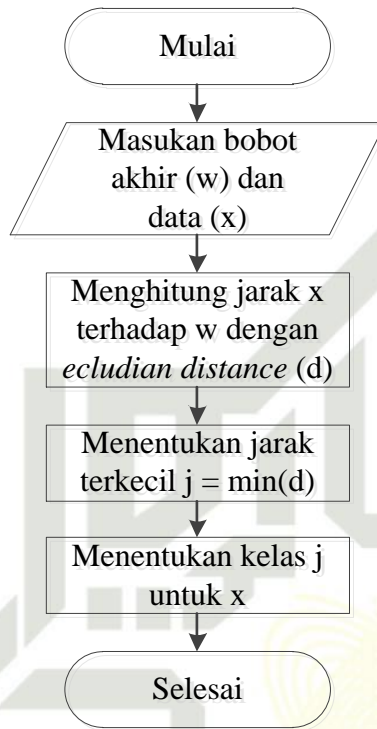 Mulai
Masukan bobot
akhir (w) dan
data (x)
Menghitung jarak x
terhadap w dengan
ecludian distance (d)
Menentukan jarak
terkecil j = min(d)
Menentukan kelas j
untuk x
Selesai